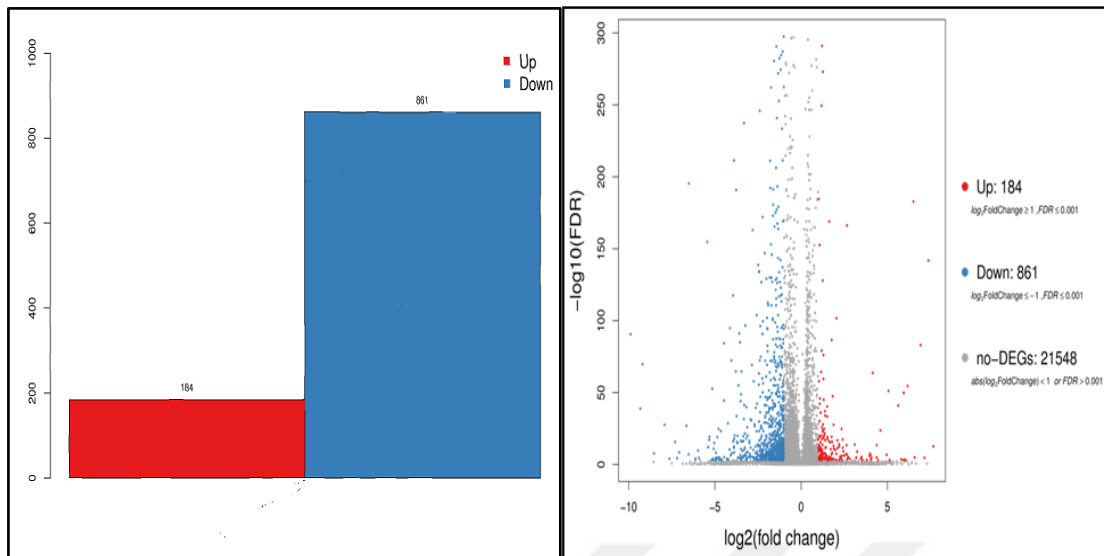 1000
800
600
400
200
0
Up
Down
184
861
300
250
200
150
100
50
0
−log10(FDR)
−10
−5
0
5
log2(fold change)
Up: 184
log₂FoldChange ≥ 1 ,FDR ≤ 0.001
Down: 861
log₂FoldChange ≤ −1 ,FDR ≤ 0.001
no−DEGs: 21548
abs(log₂FoldChange) < 1 or FDR > 0.001